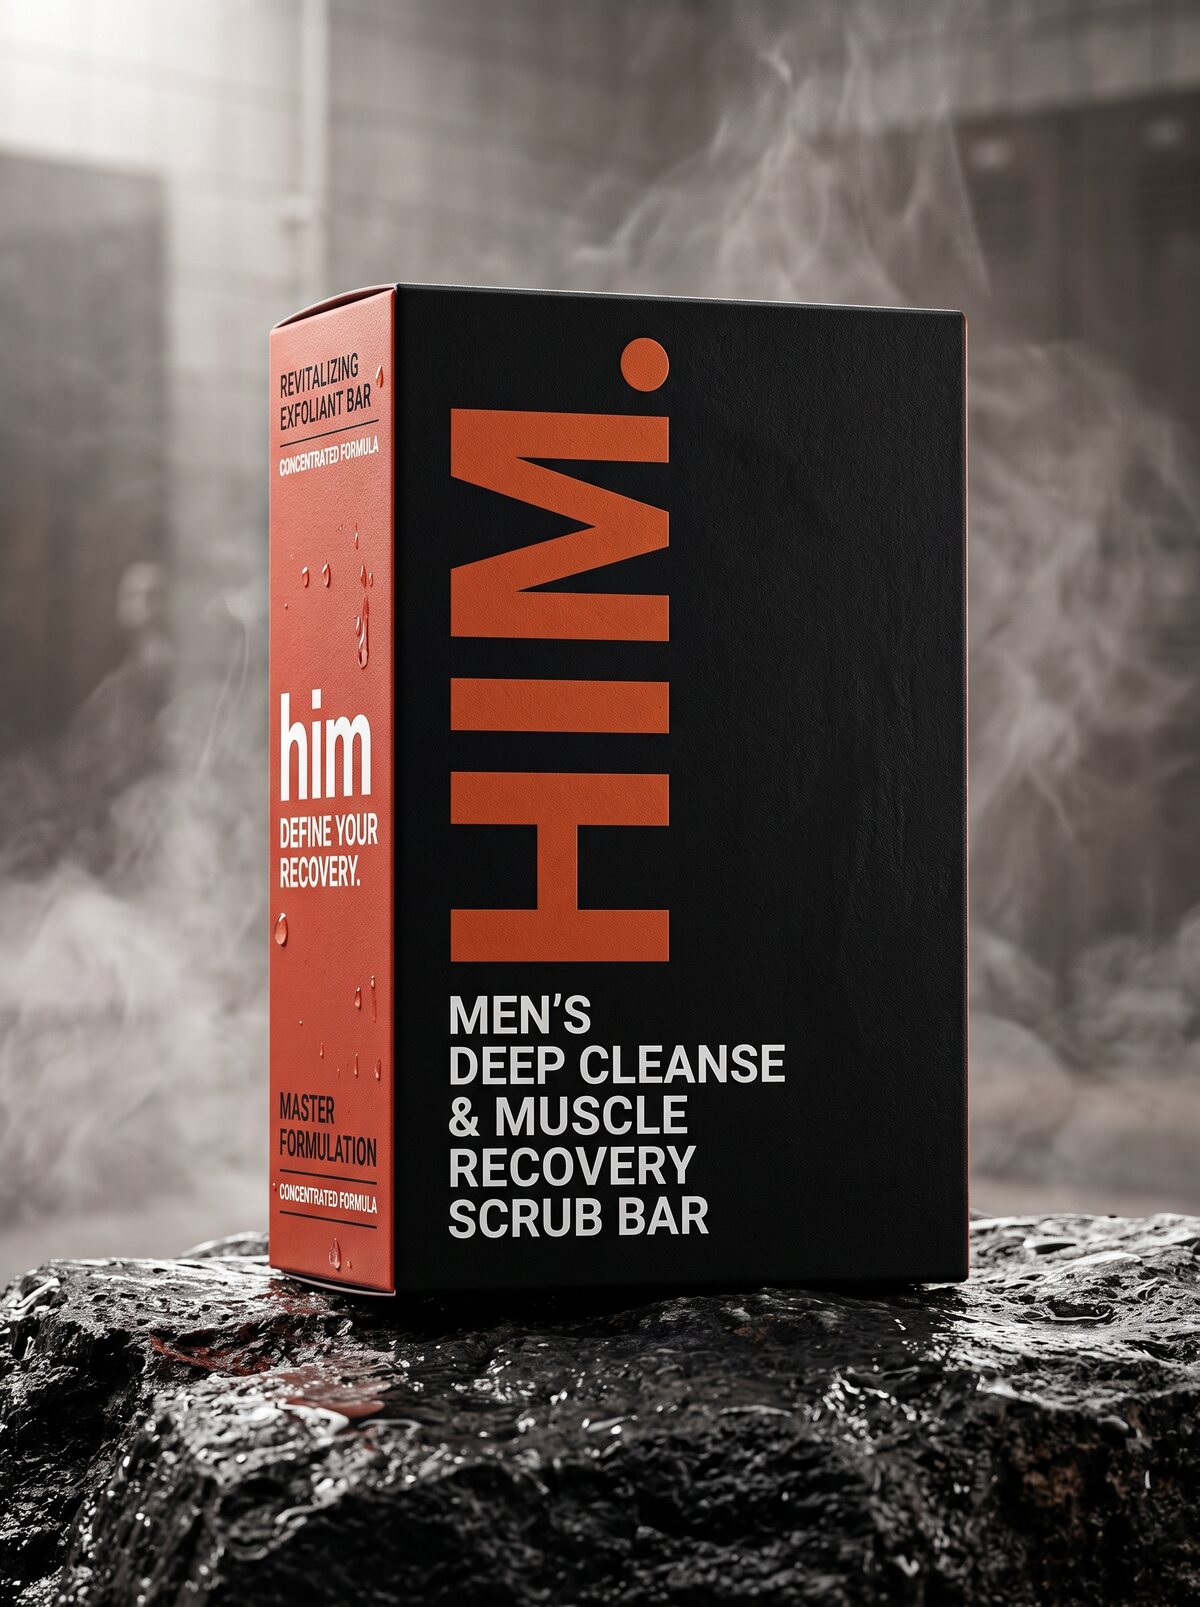 REVITALIZING
EXFOLIANT BAR
CONCENTRATED FORMULA
him
DEFINE YOUR
RECOVERY.
MASTER
FORMULATION
CONCENTRATED FORMULA
HIM.
MEN’S
DEEP CLEANSE
& MUSCLE
RECOVERY
SCRUB BAR